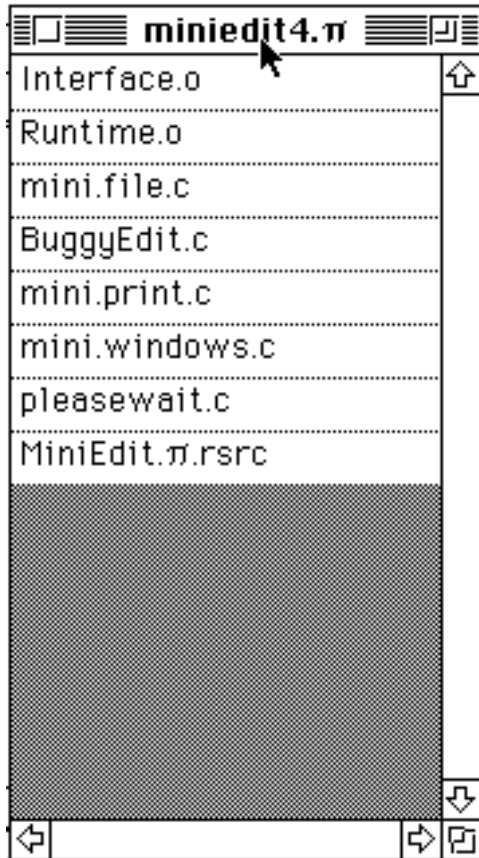 miniedit4.π
Interface.o
Runtime.o
mini.file.c
BuggyEdit.c
mini.print.c
mini.windows.c
pleasewait.c
MiniEdit.π.rsrc